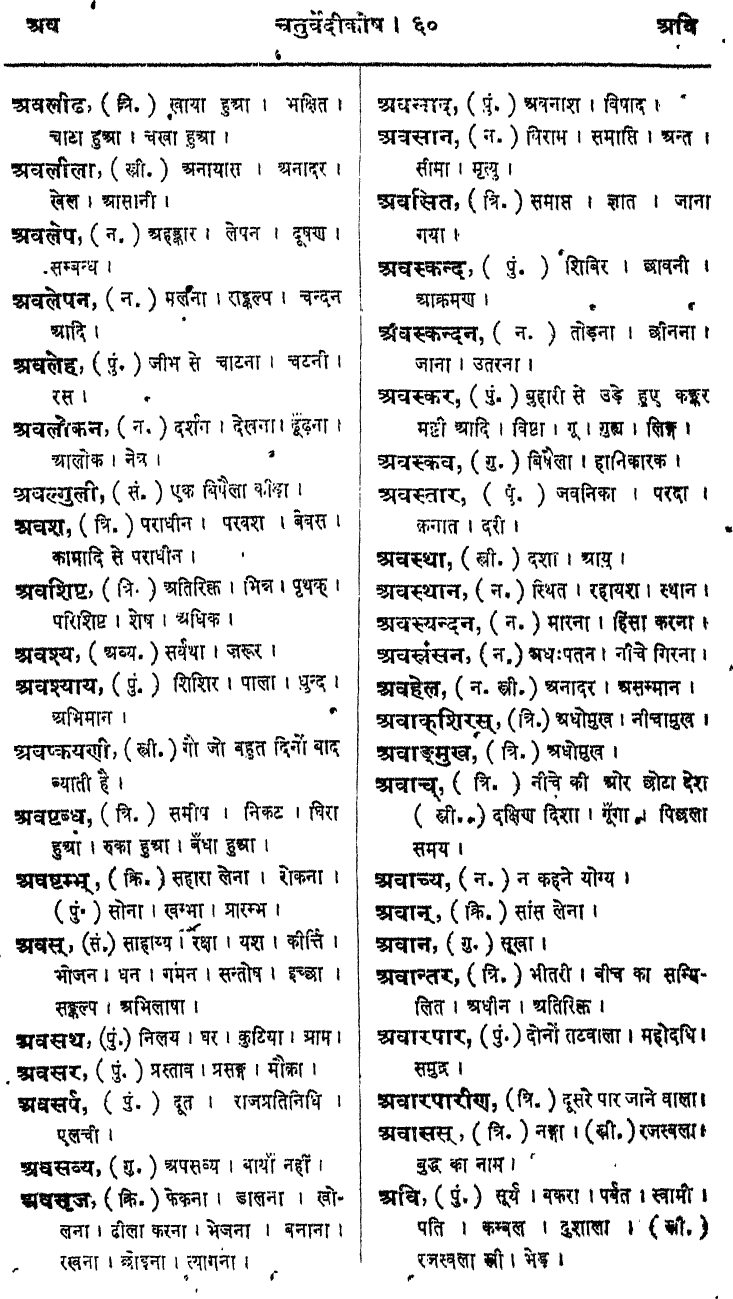 अव चतुर्वेदीकोष। ६० अवि
अवलीढ, (त्रि.) खाया हुआ । भक्षित ।
चाटा हुआ । चखा हुआ ।
अवलीला, (स्त्री.) अनायास । अनादर ।
खेल । आसानी ।
अवलेप, (न.) अहङ्कार । लेपन । दूषण ।
सम्बन्ध ।
अवलेपन, (न.) मलना । सङ्कल्प । चन्दन
आदि ।
अवलेह, (पुं.) जीभ से चाटना । चटनी ।
रस ।
अवलोकन, (न.) दर्शन । देखना । ढूँढ़ना ।
आलोक । नेत्र ।
अवल्गुली, (सं.) एक विषैला कीड़ा ।
अवश, (त्रि.) पराधीन । परवश । बेवस ।
कामादि से पराधीन ।
अवशिष्ट, (त्रि.) अतिरिक्त । भिन्न । पृथक् ।
परिशिष्ट । शेष । अधिक ।
अवश्य, (अव्य.) सर्वथा । जरूर ।
अवश्याय, (पुं.) शिशिर । पाला । धुन्द ।
अभिमान ।
अवष्कयणी, (स्त्री.) गौ जो बहुत दिनों बाद
ब्याती है ।
अवष्टब्ध, (त्रि.) समीप । निकट । घिरा
हुआ । रुका हुआ । बँधा हुआ ।
अवष्टम्भ्, (क्रि.) सहारा लेना । रोकना ।
(पुं.) सोना । खम्भा । प्रारम्भ ।
अवस्, (सं.) साहाय्य । रक्षा । यश । कीर्त्ति ।
भोजन । धन । गमन । सन्तोष । इच्छा ।
सङ्कल्प । अभिलाषा ।
अवसथ, (पुं.) निलय । घर । कुटिया । ग्राम ।
अवसर, (पुं.) प्रस्ताव । प्रसङ्ग । मौक़ा ।
अवसर्प, (पुं.) दूत । राजप्रतिनिधि ।
एलची ।
अवसव्य, (गु.) अपसव्य । बायाँ नहीं ।
अवसृज, (क्रि.) फेकना । डालना । खो-
लना । ढीला करना । भेजना । बनाना ।
रखना । छोड़ना । त्यागना ।
अवसाद, (पुं.) अवनाश । विषाद ।
अवसान, (न.) विराम । समाप्ति । अन्त ।
सीमा । मृत्यु ।
अवसित, (त्रि.) समाप्त । ज्ञात । जाना
गया ।
अवस्कन्द, (पुं.) शिविर । छावनी ।
आक्रमण ।
अवस्कन्दन, (न.) तोड़ना । छीनना ।
जाना । उतरना ।
अवस्कर, (पुं.) बुहारी से उड़े हुए कङ्कर
मट्टी आदि । विष्ठा । गू । गुह्य । लिङ्ग ।
अवस्कव, (गु.) विषैला । हानिकारक ।
अवस्तार, (पुं.) जवनिका । परदा ।
क़नात । दरी ।
अवस्था, (स्त्री.) दशा । आयु ।
अवस्थान, (न.) स्थित । रहायश । स्थान ।
अवस्यन्दन, (न.) मारना । हिंसा करना ।
अवस्रंसन, (न.) अधःपतन । नीचे गिरना ।
अवहेल, (न. स्त्री.) अनादर । असम्मान ।
अवाक्शिरस्, (त्रि.) अधोमुख । नीचामुख ।
अवाङ्मुख, (त्रि.) अधोमुख ।
अवाच्, (त्रि.) नीचे की ओर छोटा देश
(स्त्री.) दक्षिण दिशा । गूँगा । पिछला
समय ।
अवाच्य, (न.) न कहने योग्य ।
अवान्, (क्रि.) सांस लेना ।
अवान, (गु.) सूखा ।
अवान्तर, (त्रि.) भीतरी । बीच का सम्मि-
लित । अधीन । अतिरिक्त ।
अवारपार, (पुं.) दोनों तटवाला । महोदधि ।
समुद्र ।
अवारपारीण, (त्रि.) दूसरे पार जाने वाला ।
अवासस्, (त्रि.) नङ्गा । (स्त्री.) रजस्वला ।
बुद्ध का नाम ।
अवि, (पुं.) सूर्य । बकरा । पर्वत । स्वामी ।
पति । कम्बल । दुशाला । (स्त्री.)
रजस्वला स्त्री । भेड़ ।